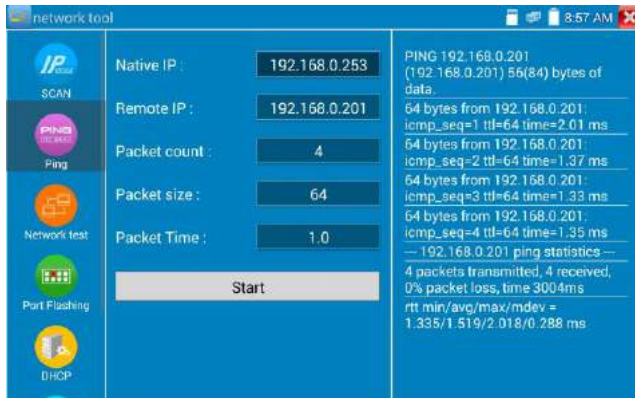 network tool
8:57 AM
IP
SCAN
PING
Ping
Network test
Port Flashing
DHCP
Native IP :
192.168.0.253
Remote IP :
192.168.0.201
Packet count :
4
Packet size :
64
Packet Time :
1.0
Start
PING 192.168.0.201
(192.168.0.201) 56(84) bytes of
data.
64 bytes from 192.168.0.201:
icmp_seq=1 ttl=64 time=2.01 ms
64 bytes from 192.168.0.201:
icmp_seq=2 ttl=64 time=1.37 ms
64 bytes from 192.168.0.201:
icmp_seq=3 ttl=64 time=1.33 ms
64 bytes from 192.168.0.201:
icmp_seq=4 ttl=64 time=1.35 ms
--- 192.168.0.201 ping statistics ---
4 packets transmitted, 4 received,
0% packet loss, time 3004ms
rtt min/avg/max/mdev =
1.335/1.519/2.018/0.288 ms